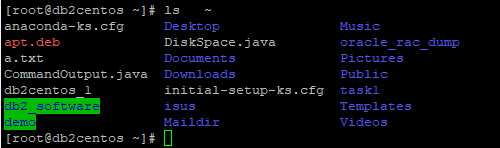 [root@db2centos ~]# ls   ~
anaconda-ks.cfg      Desktop               Music
apt.deb              DiskSpace.java        oracle_rac_dump
a.txt                Documents             Pictures
CommandOutput.java   Downloads             Public
db2centos_1          initial-setup-ks.cfg  task1
db2_software         isus                  Templates
demo                 Maildir               Videos
[root@db2centos ~]#